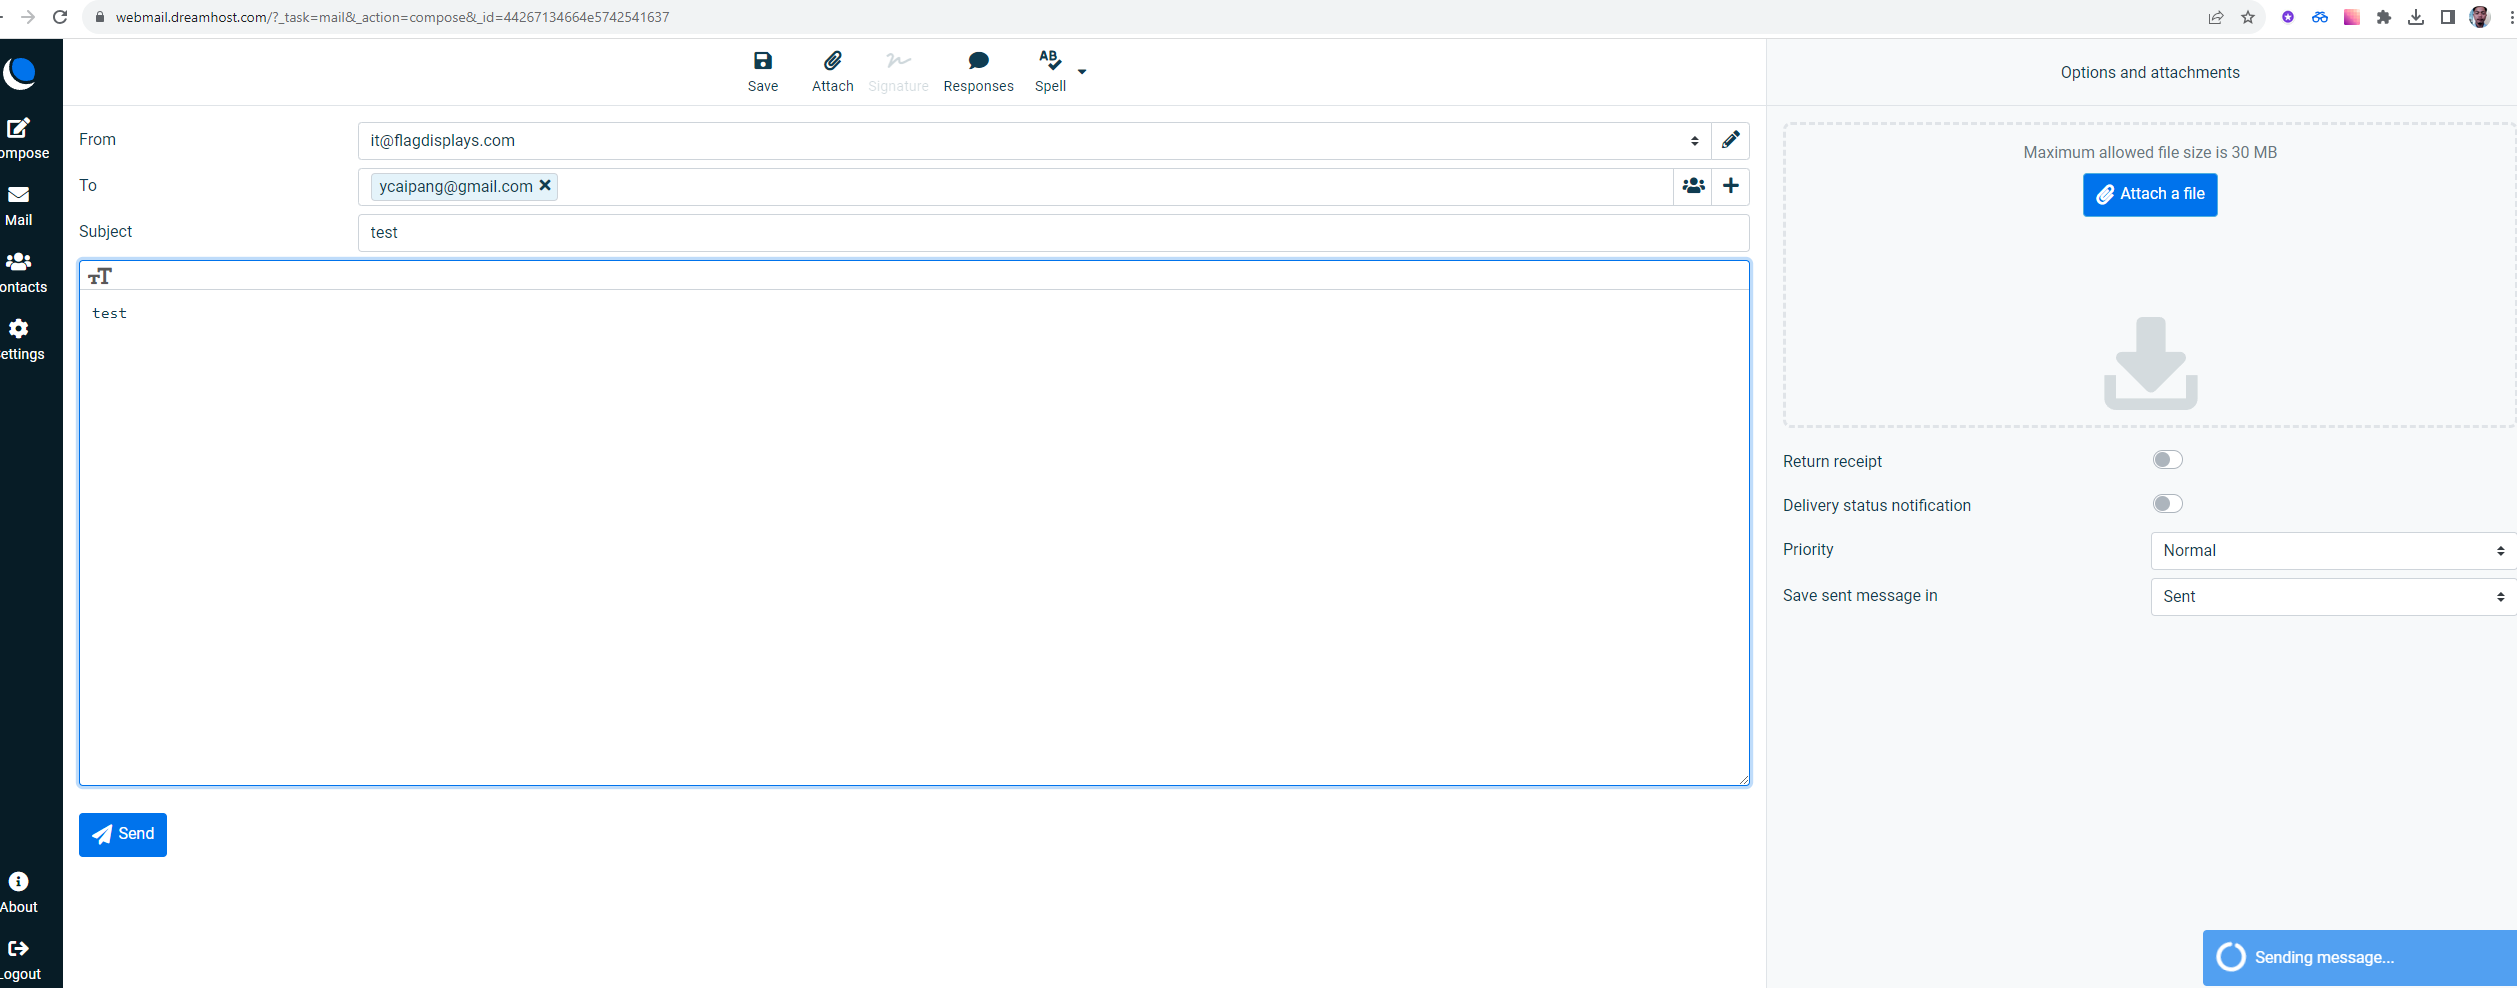 webmail.dreamhost.com/?_task=mail&_action=compose&_id=44267134664e5742541637
Save
Attach
Signature
Responses
AB
Spell
Options and attachments
ompose
Mail
ontacts
ettings
About
Logout
From
it@flagdisplays.com
To
ycaipang@gmail.com
Subject
test
TT
test
Send
Maximum allowed file size is 30 MB
Attach a file
Return receipt
Delivery status notification
Priority
Normal
Save sent message in
Sent
Sending message...